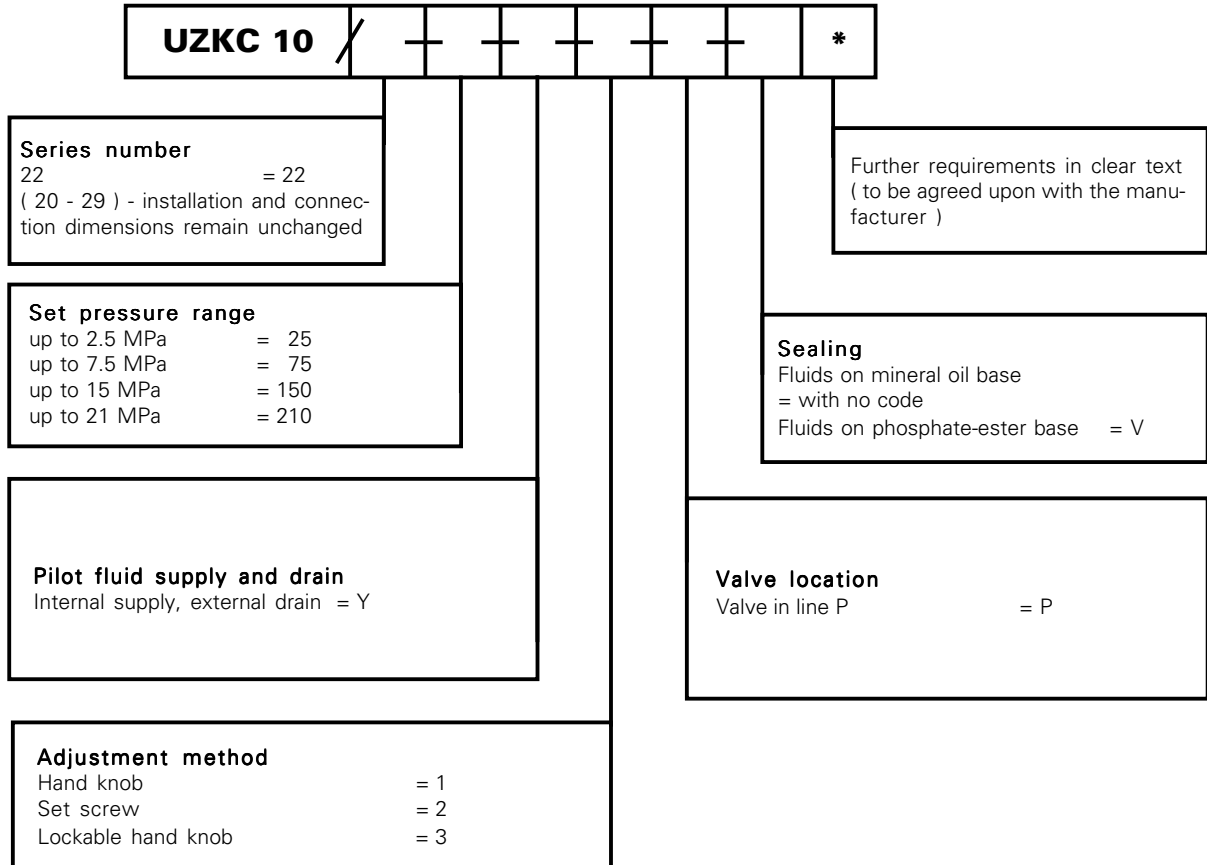 UZKC 10 / – – – – – *
Series number
22 = 22
( 20 - 29 ) - installation and connec-
tion dimensions remain unchanged
Further requirements in clear text
( to be agreed upon with the manu-
facturer )
Set pressure range
up to 2.5 MPa = 25
up to 7.5 MPa = 75
up to 15 MPa = 150
up to 21 MPa = 210
Sealing
Fluids on mineral oil base
= with no code
Fluids on phosphate-ester base = V
Pilot fluid supply and drain
Internal supply, external drain = Y
Valve location
Valve in line P = P
Adjustment method
Hand knob = 1
Set screw = 2
Lockable hand knob = 3